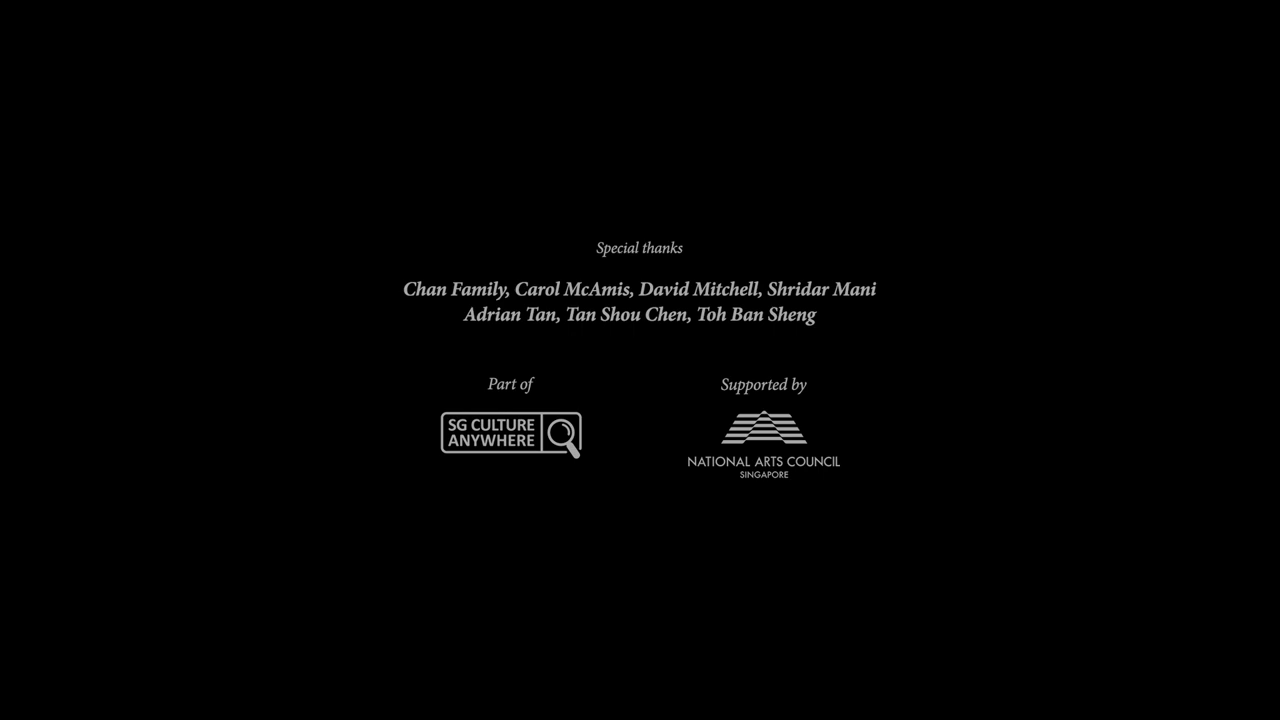 Special thanks
Chan Family, Carol McAmis, David Mitchell, Shridar Mani
Adrian Tan, Tan Shou Chen, Toh Ban Sheng
Part of
SG CULTURE
ANYWHERE
Supported by
NATIONAL ARTS COUNCIL
SINGAPORE